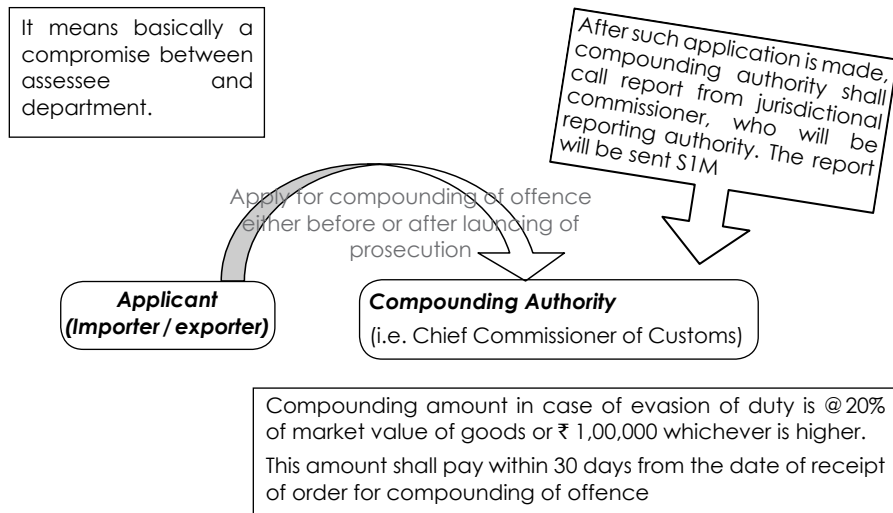 It means basically a
compromise between
assessee and
department.
After such application is made,
compounding authority shall
call report from jurisdictional
commissioner, who will be
reporting authority. The report
will be sent S1M
Apply for compounding of offence
either before or after launcing of
prosecution
Applicant
(Importer / exporter)
Compounding Authority
(i.e. Chief Commissioner of Customs)
Compounding amount in case of evasion of duty is @20%
of market value of goods or ₹ 1,00,000 whichever is higher.
This amount shall pay within 30 days from the date of receipt
of order for compounding of offence